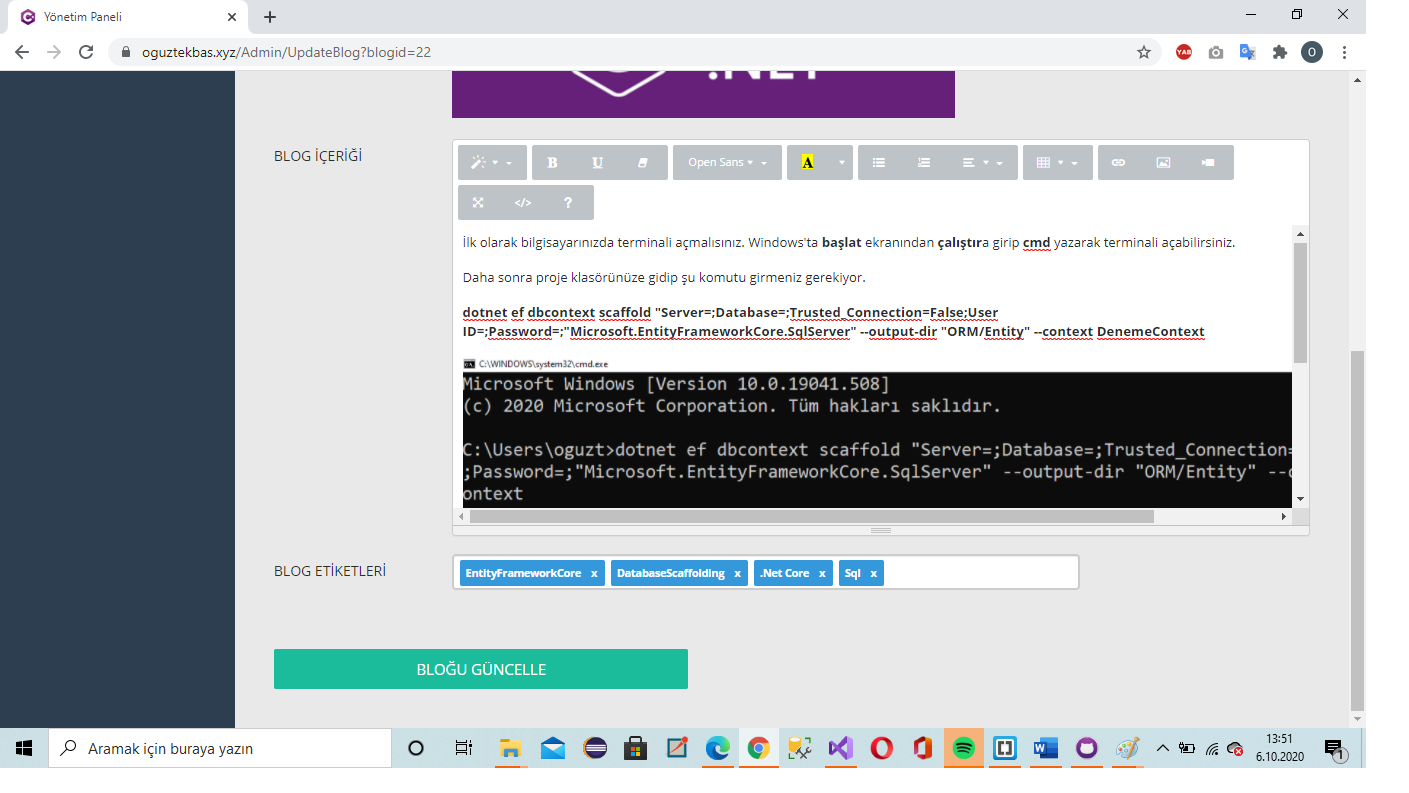 Yönetim Paneli
oguztekbas.xyz/Admin/UpdateBlog?blogid=22
YAB
O
.NET
BLOG İÇERİĞİ
B U
Open Sans
A
</> ?
İlk olarak bilgisayarınızda terminali açmalısınız. Windows'ta başlat ekranından çalıştıra girip cmd yazarak terminali açabilirsiniz.
Daha sonra proje klasörünüze gidip şu komutu girmeniz gerekiyor.
dotnet ef dbcontext scaffold "Server=;Database=;Trusted_Connection=False;User
ID=;Password=;"Microsoft.EntityFrameworkCore.SqlServer" --output-dir "ORM/Entity" --context DenemeContext
C:\WINDOWS\system32\cmd.exe
Microsoft Windows [Version 10.0.19041.508]
(c) 2020 Microsoft Corporation. Tüm hakları saklıdır.
C:\Users\oguzt>dotnet ef dbcontext scaffold "Server=;Database=;Trusted_Connection=
;Password=;"Microsoft.EntityFrameworkCore.SqlServer" --output-dir "ORM/Entity" --c
ontext
BLOG ETİKETLERİ
EntityFrameworkCore x DatabaseScaffolding x .Net Core x Sql x
BLOĞU GÜNCELLE
Aramak için buraya yazın
13:51
6.10.2020
1